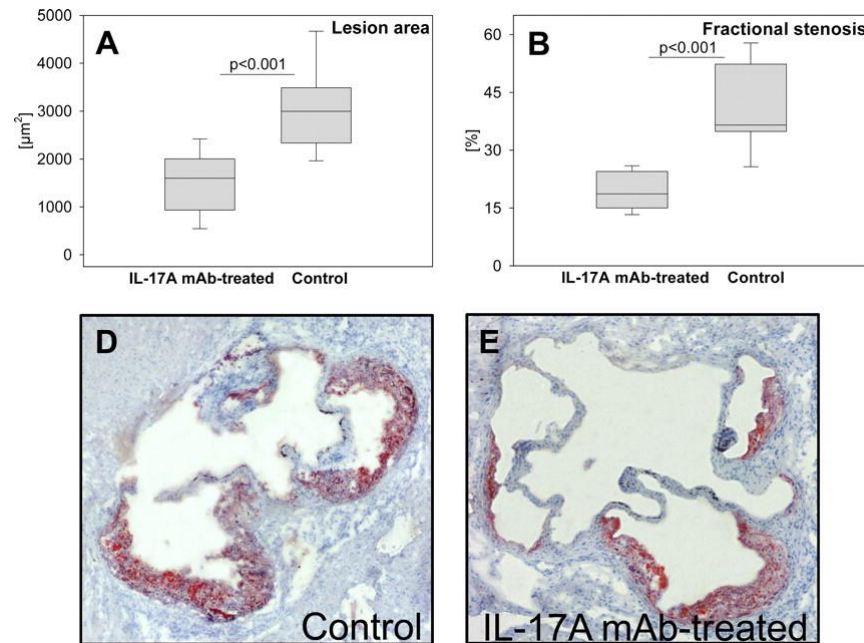 A
Lesion area
5000
4000
3000
2000
1000
0
[µm²]
p<0.001
IL-17A mAb-treated
Control
B
Fractional stenosis
60
45
30
15
0
[%]
p<0.001
IL-17A mAb-treated
Control
D
Control
E
IL-17A mAb-treated